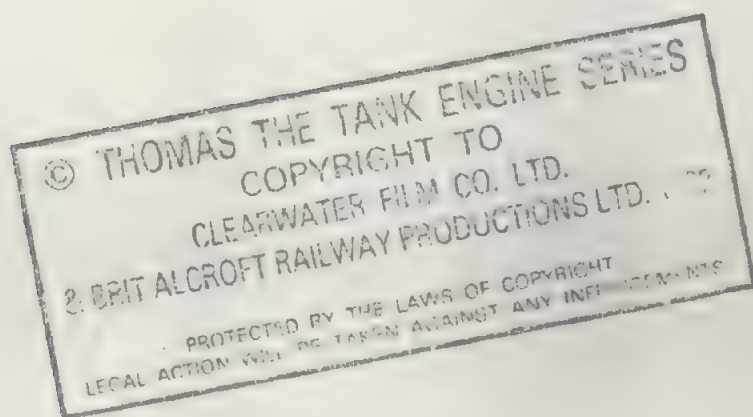 © THOMAS THE TANK ENGINE SERIES
COPYRIGHT TO
CLEARWATER FILM CO. LTD.
& BRIT ALCROFT RAILWAY PRODUCTIONS LTD.
PROTECTED BY THE LAWS OF COPYRIGHT
LEGAL ACTION WILL BE TAKEN AGAINST ANY INFRINGEMENTS